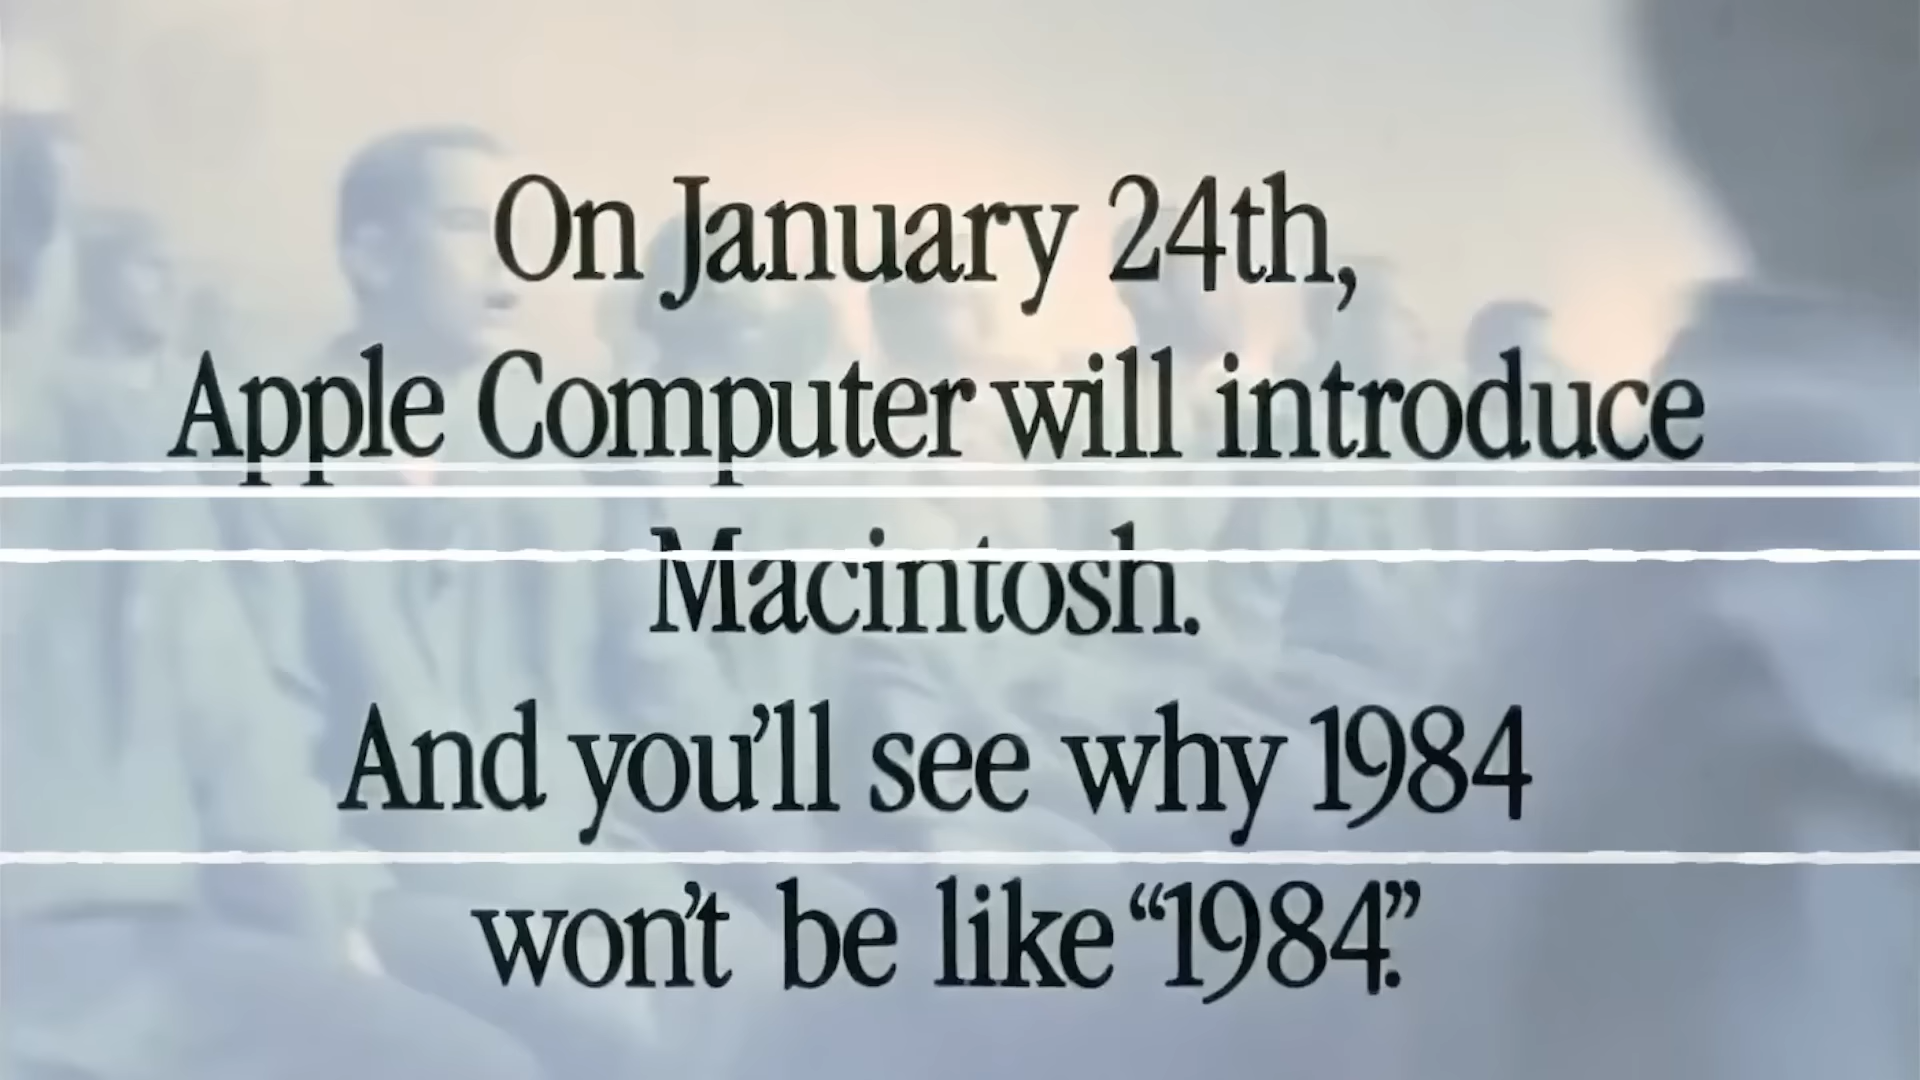 On January 24th,
Apple Computer will introduce
Macintosh.
And you’ll see why 1984
won’t be like “1984.”